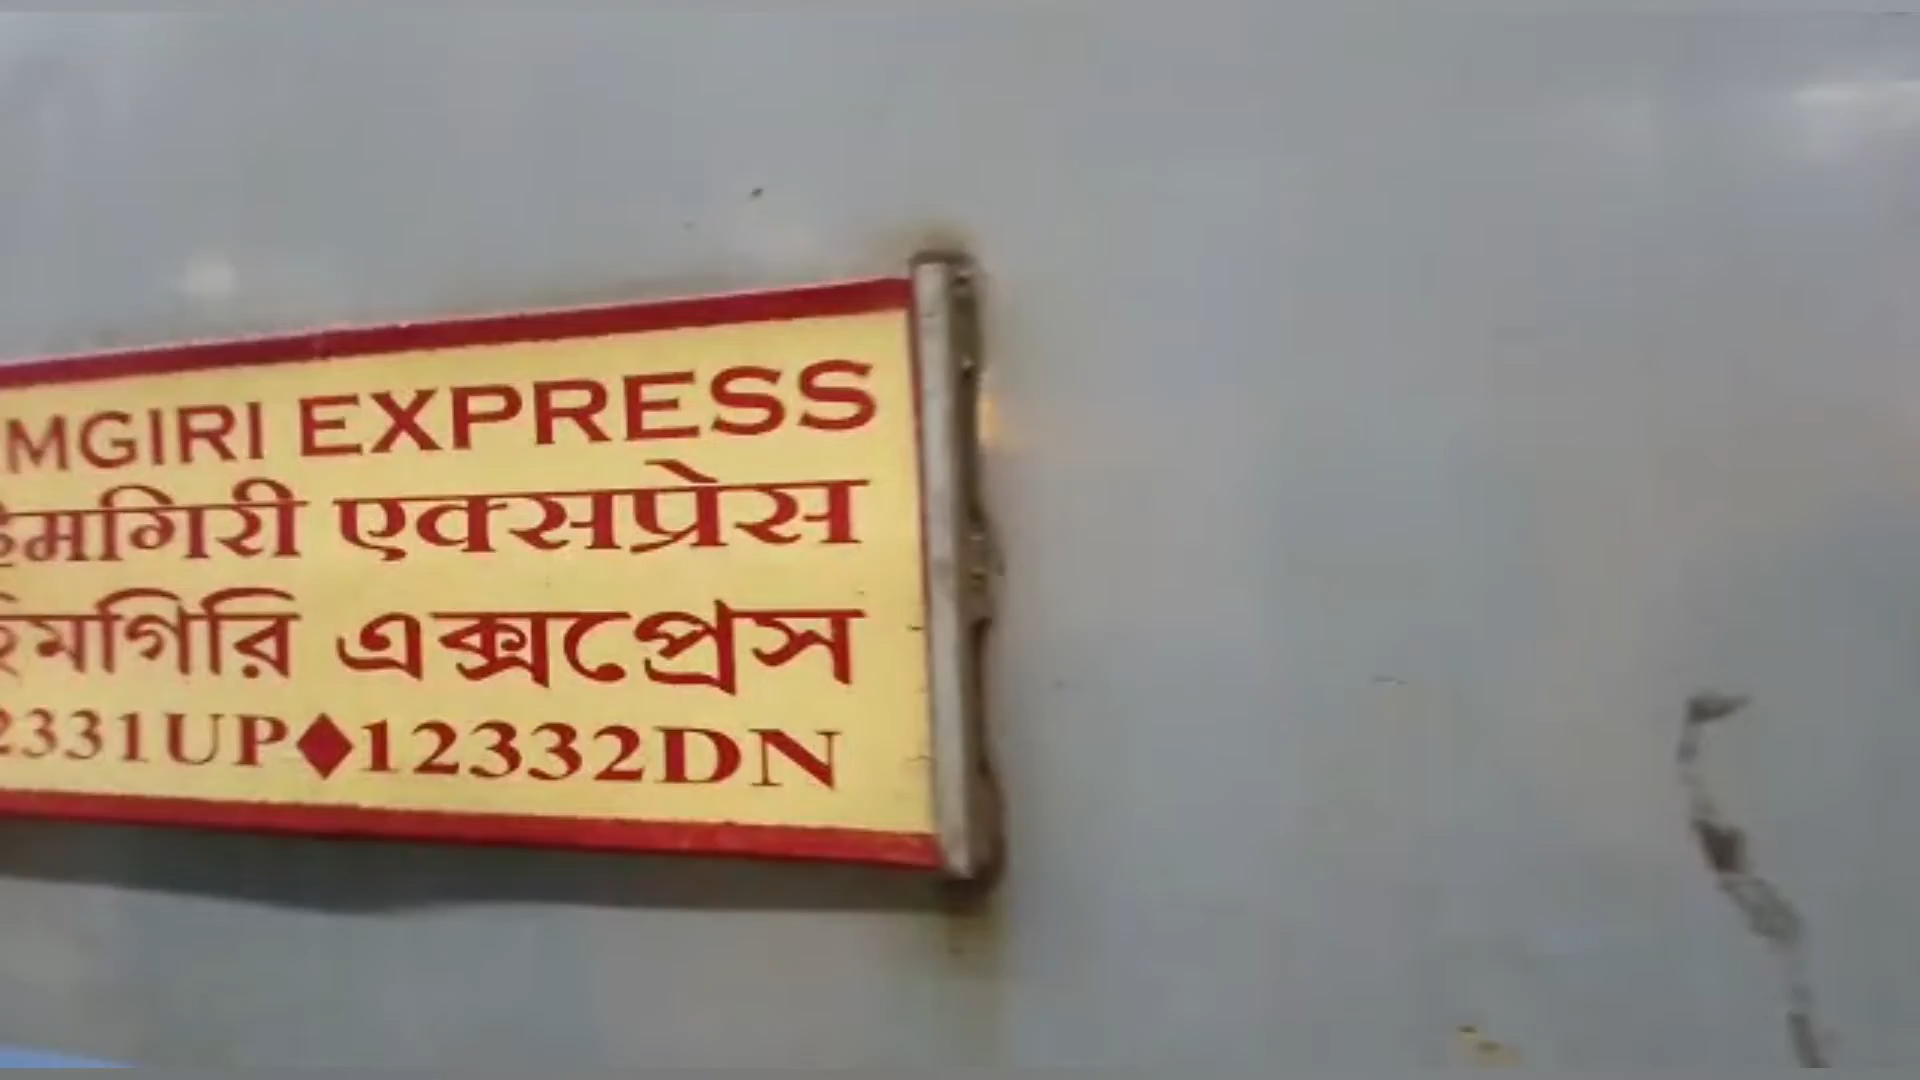 MGIRI EXPRESS
हिमगिरी एक्सप्रेस
হিমগিরি এক্সপ্রেস
2331UP♦12332DN